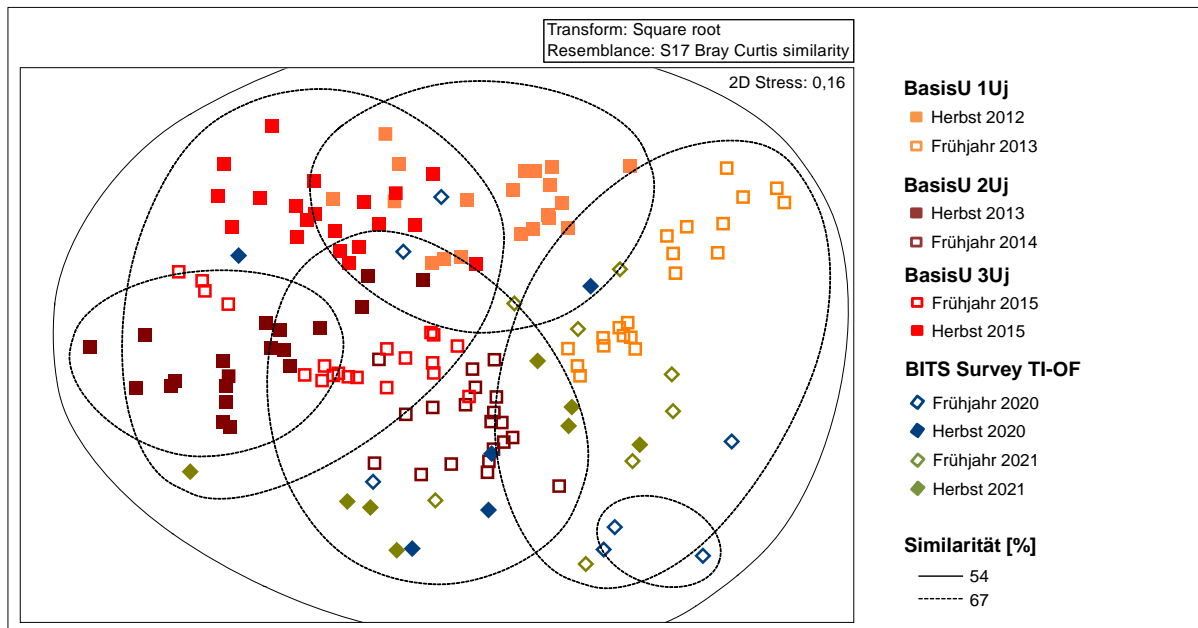 Transform: Square root
Resemblance: S17 Bray Curtis similarity
2D Stress: 0,16
BasisU 1Uj
Herbst 2012
Frühjahr 2013
BasisU 2Uj
Herbst 2013
Frühjahr 2014
BasisU 3Uj
Frühjahr 2015
Herbst 2015
BITS Survey TI-OF
Frühjahr 2020
Herbst 2020
Frühjahr 2021
Herbst 2021
Similarität [%]
54
67